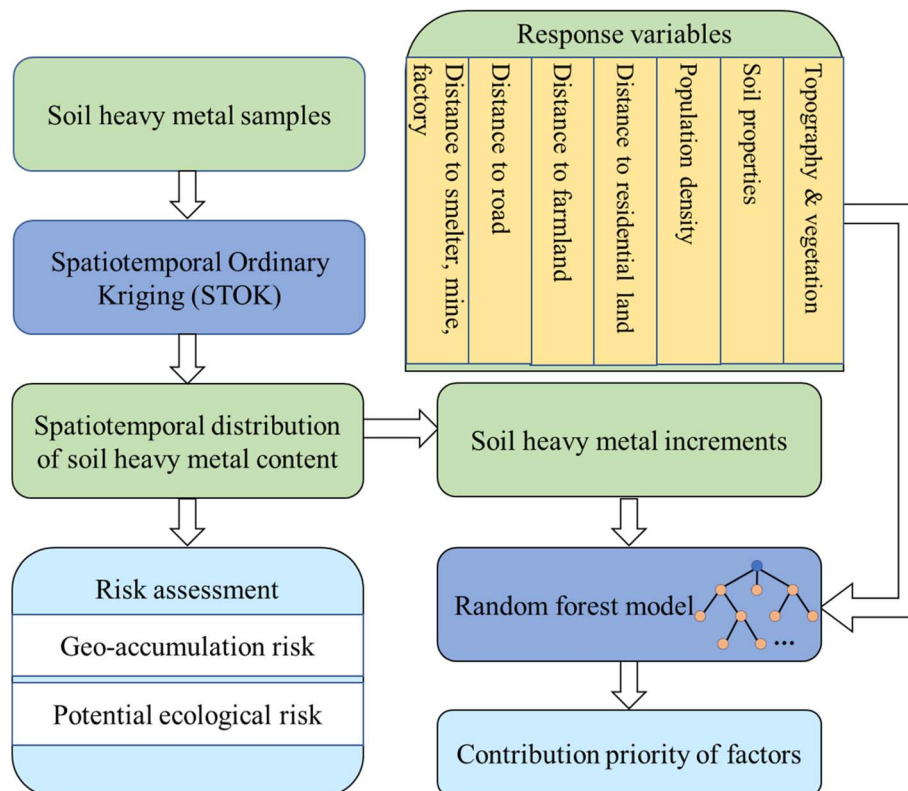 Response variables
Distance to smelter, mine,
factory
Distance to road
Distance to farmland
Distance to residential land
Population density
Soil properties
Topography & vegetation
Soil heavy metal samples
Spatiotemporal Ordinary
Kriging (STOK)
Spatiotemporal distribution
of soil heavy metal content
Soil heavy metal increments
Risk assessment
Geo-accumulation risk
Potential ecological risk
Random forest model
...
Contribution priority of factors